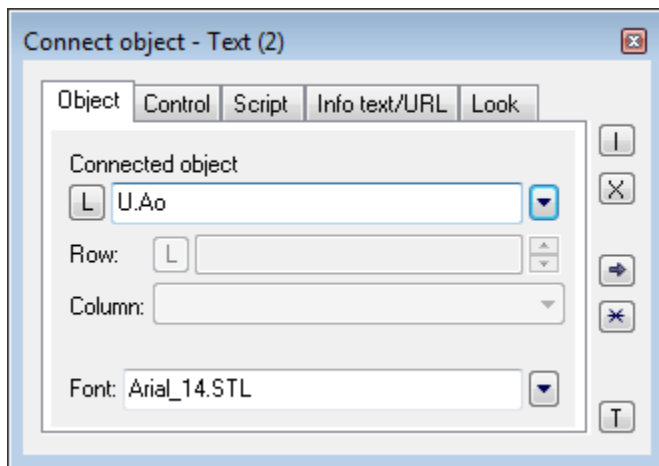 Connect object - Text (2)
Object Control Script Info text/URL Look
Connected object
L U.Ao
Row: L
Column:
Font: Arial_14.STL
I
X
T